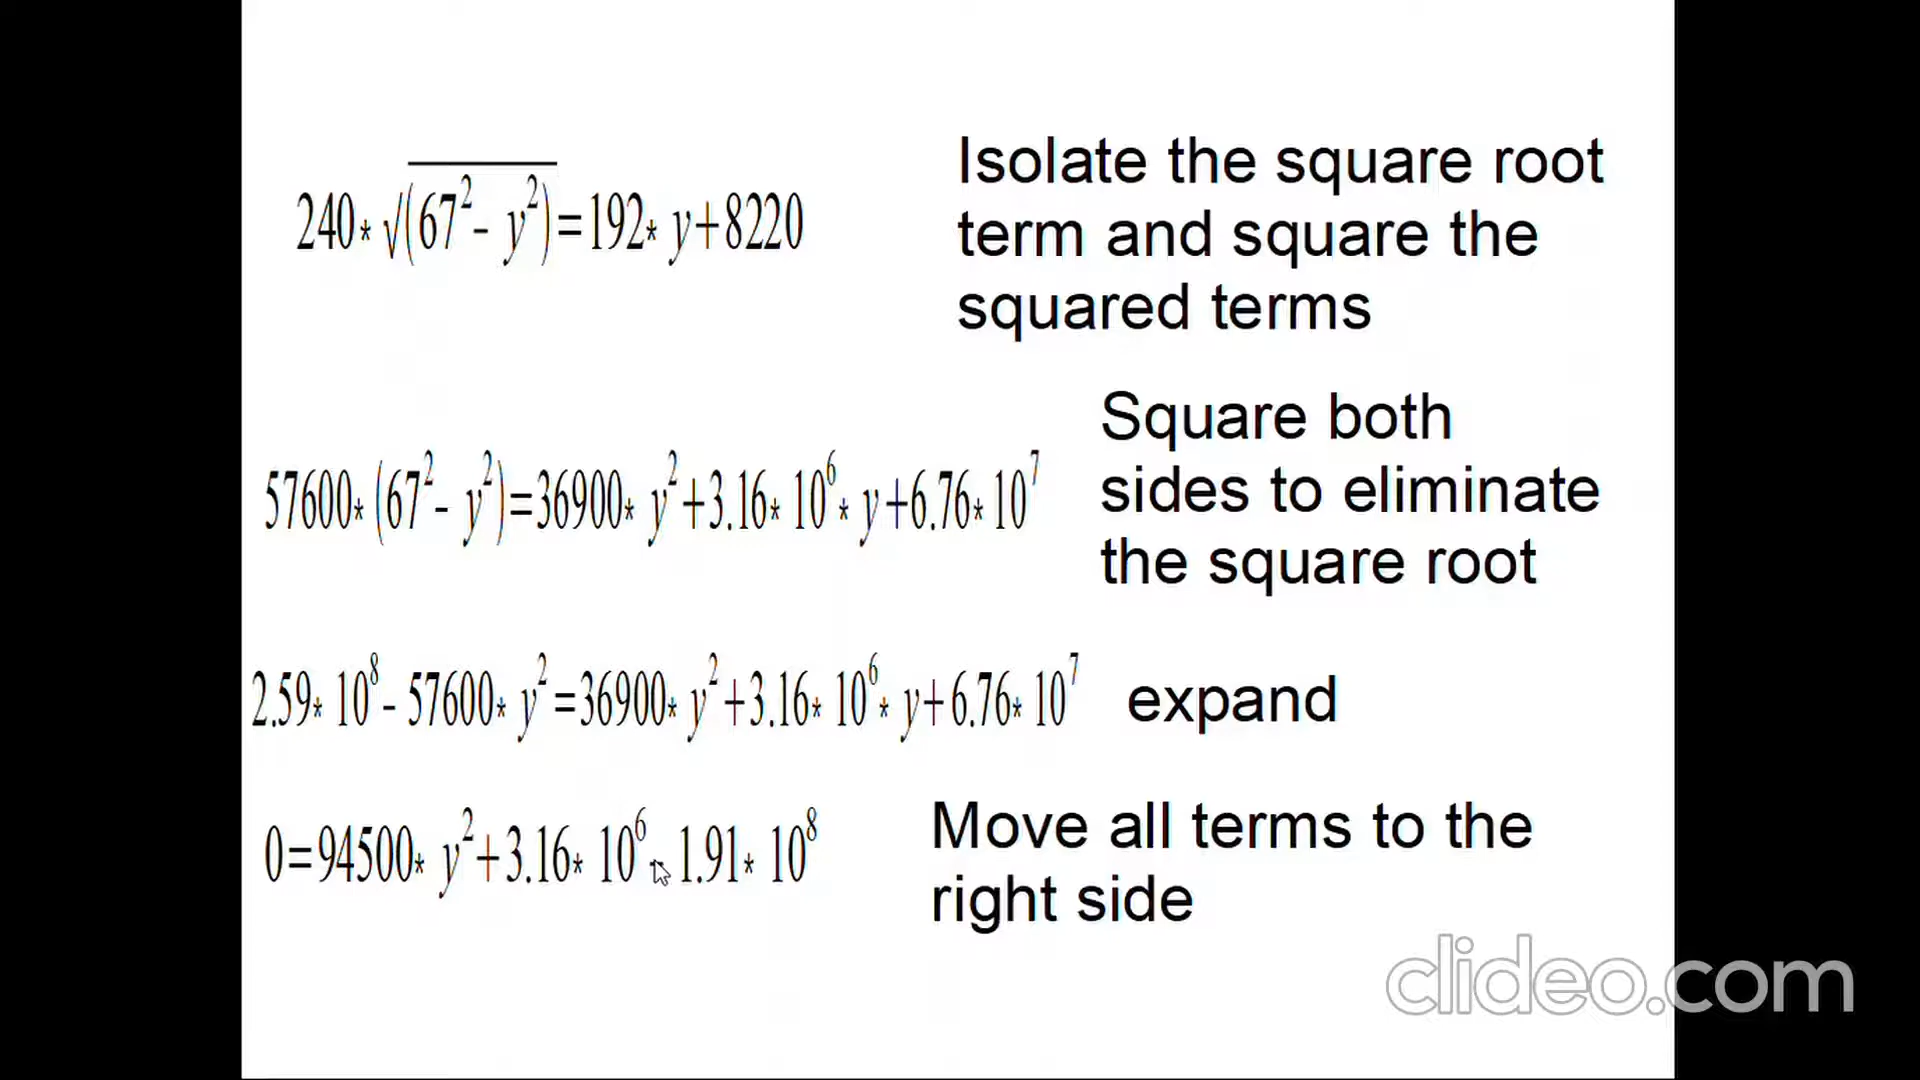 240* √(67²- y²)=192* y+8220
Isolate the square root
term and square the
squared terms
57600* (67²- y²)=36900* y²+3.16* 10⁶* y+6.76* 10⁷
Square both
sides to eliminate
the square root
2.59* 10⁸- 57600* y²=36900* y²+3.16* 10⁶* y+6.76* 10⁷
expand
0=94500* y²+3.16* 10⁶- 1.91* 10⁸
Move all terms to the
right side
clideo.com